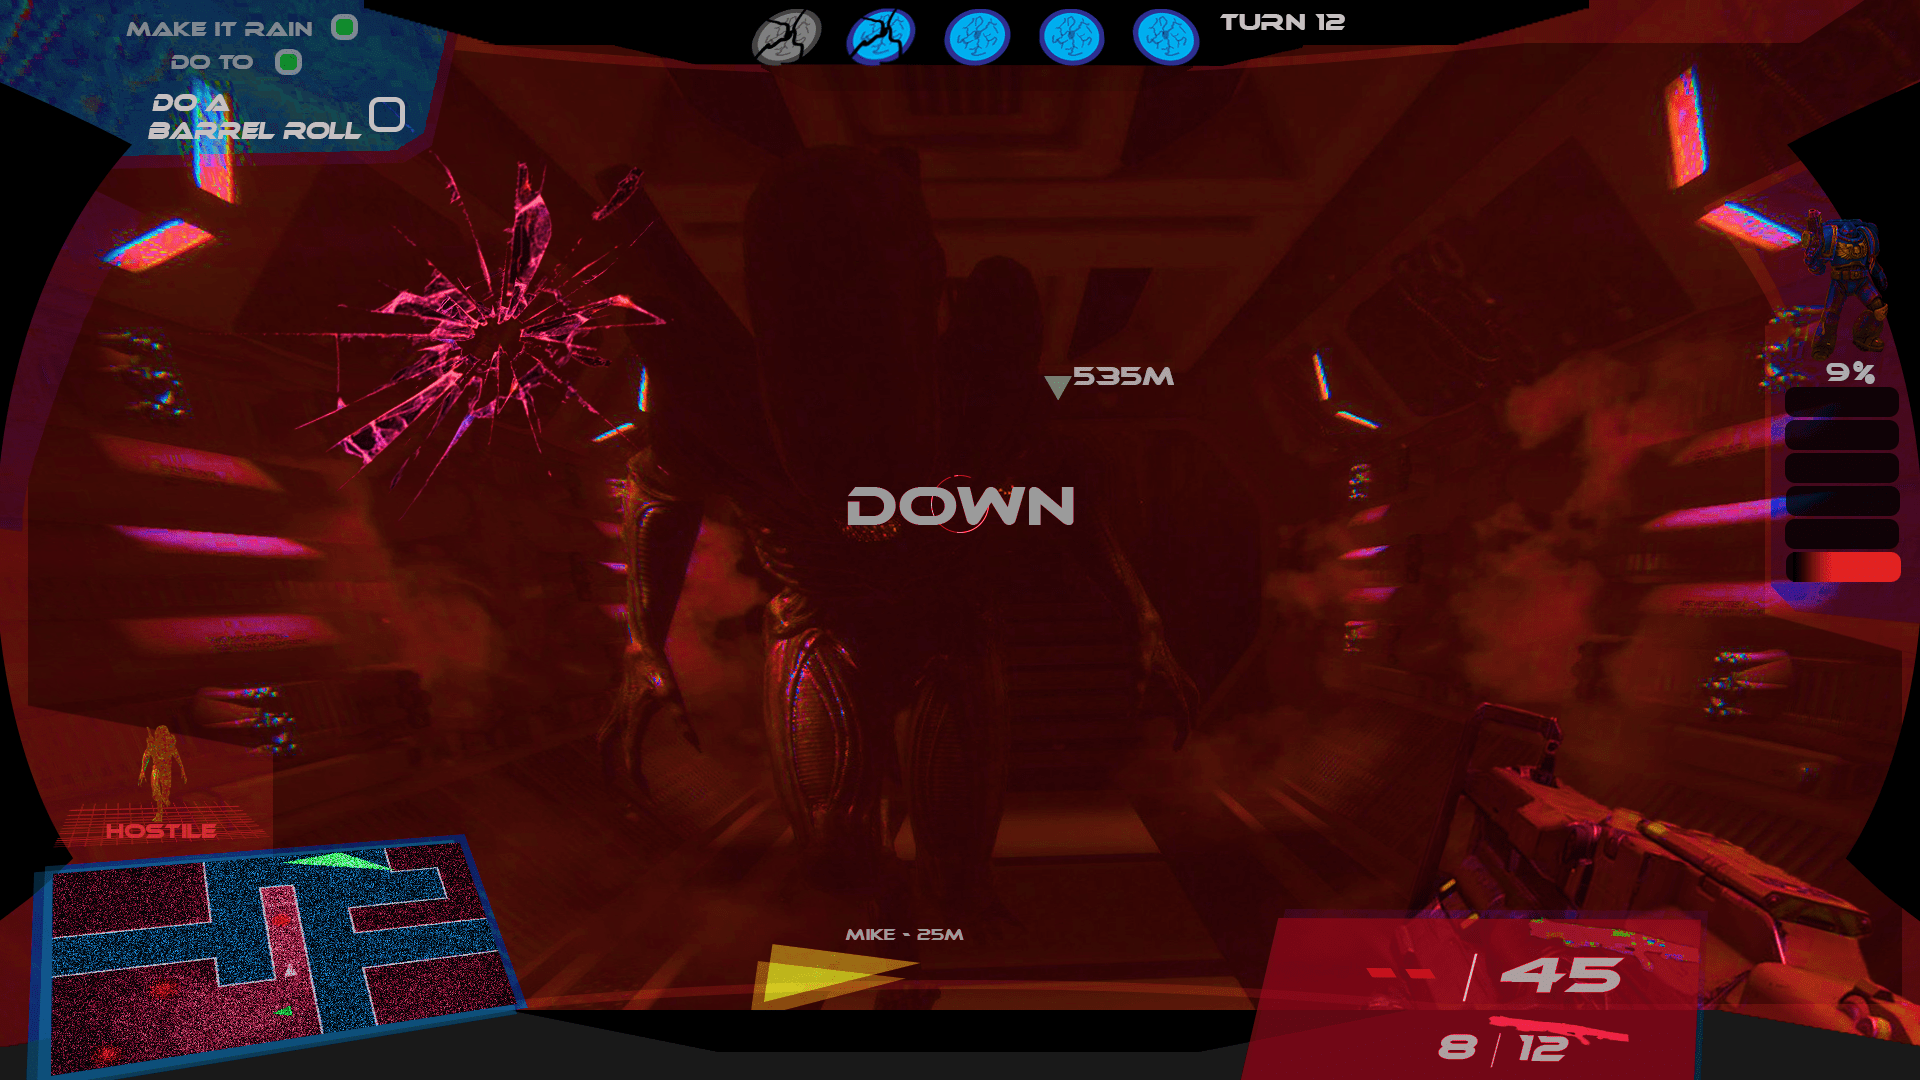 MAKE IT RAIN
DO TO
DO A
BARREL ROLL
TURN 12
535M
9%
DOWN
HOSTILE
MIKE - 25M
-- / 45
8 / 12